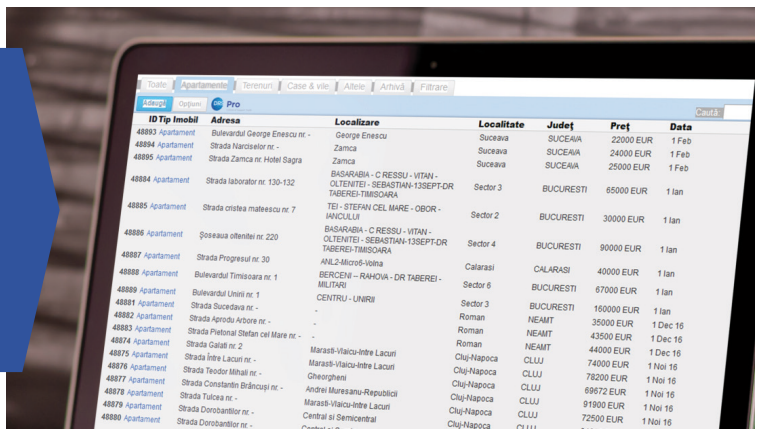 Toate Apartamente Terenuri Case & vile Altele Arhivă Filtrare
Adaugă Opțiuni Pro Caută:
ID Tip Imobil Adresa Localizare Localitate Județ Preț Data
48893 Apartament Bulevardul George Enescu nr. - George Enescu Suceava SUCEAVA 22000 EUR 1 Feb
48894 Apartament Strada Narciselor nr. - Zamca Suceava SUCEAVA 24000 EUR 1 Feb
48895 Apartament Strada Zamca nr. Hotel Sagra Zamca Suceava SUCEAVA 25000 EUR 1 Feb
48884 Apartament Strada laborator nr. 130-132 BASARABIA - C RESSU - VITAN -
OLTENITEI - SEBASTIAN-13SEPT-DR
TABEREI-TIMISOARA Sector 3 BUCURESTI 65000 EUR 1 Ian
48885 Apartament Strada cristea mateescu nr. 7 TEI - STEFAN CEL MARE - OBOR -
IANCULUI Sector 2 BUCURESTI 30000 EUR 1 Ian
48886 Apartament Șoseaua oltenitei nr. 220 BASARABIA - C RESSU - VITAN -
OLTENITEI - SEBASTIAN-13SEPT-DR
TABEREI-TIMISOARA Sector 4 BUCURESTI 90000 EUR 1 Ian
48887 Apartament Strada Progresul nr. 30 ANL2-Micro6-Volna Calarasi CALARASI 40000 EUR 1 Ian
48888 Apartament Bulevardul Timisoara nr. 1 BERCENI – RAHOVA - DR TABEREI -
MILITARI Sector 6 BUCURESTI 67000 EUR 1 Ian
48889 Apartament Bulevardul Unirii nr. 1 CENTRU - UNIRII Sector 3 BUCURESTI 160000 EUR 1 Ian
48881 Apartament Strada Sucedava nr. - - Roman NEAMT 35000 EUR 1 Dec 16
48882 Apartament Strada Aprodu Arbore nr. - - Roman NEAMT 43500 EUR 1 Dec 16
48883 Apartament Strada Pietonal Stefan cel Mare nr. - - Roman NEAMT 44000 EUR 1 Dec 16
48874 Apartament Strada Galati nr. 2 Marasti-Vlaicu-Intre Lacuri Cluj-Napoca CLUJ 74000 EUR 1 Noi 16
48875 Apartament Strada Între Lacuri nr. - Marasti-Vlaicu-Intre Lacuri Cluj-Napoca CLUJ 78200 EUR 1 Noi 16
48876 Apartament Strada Teodor Mihali nr. - Gheorgheni Cluj-Napoca CLUJ 69672 EUR 1 Noi 16
48877 Apartament Strada Constantin Brâncuși nr. - Andrei Muresanu-Republicii Cluj-Napoca CLUJ 91900 EUR 1 Noi 16
48878 Apartament Strada Tulcea nr. - Marasti-Vlaicu-Intre Lacuri Cluj-Napoca CLUJ 72500 EUR 1 Noi 16
48879 Apartament Strada Dorobantilor nr. - Central si Semicentral
48880 Apartament Strada Dorobantilor nr. -